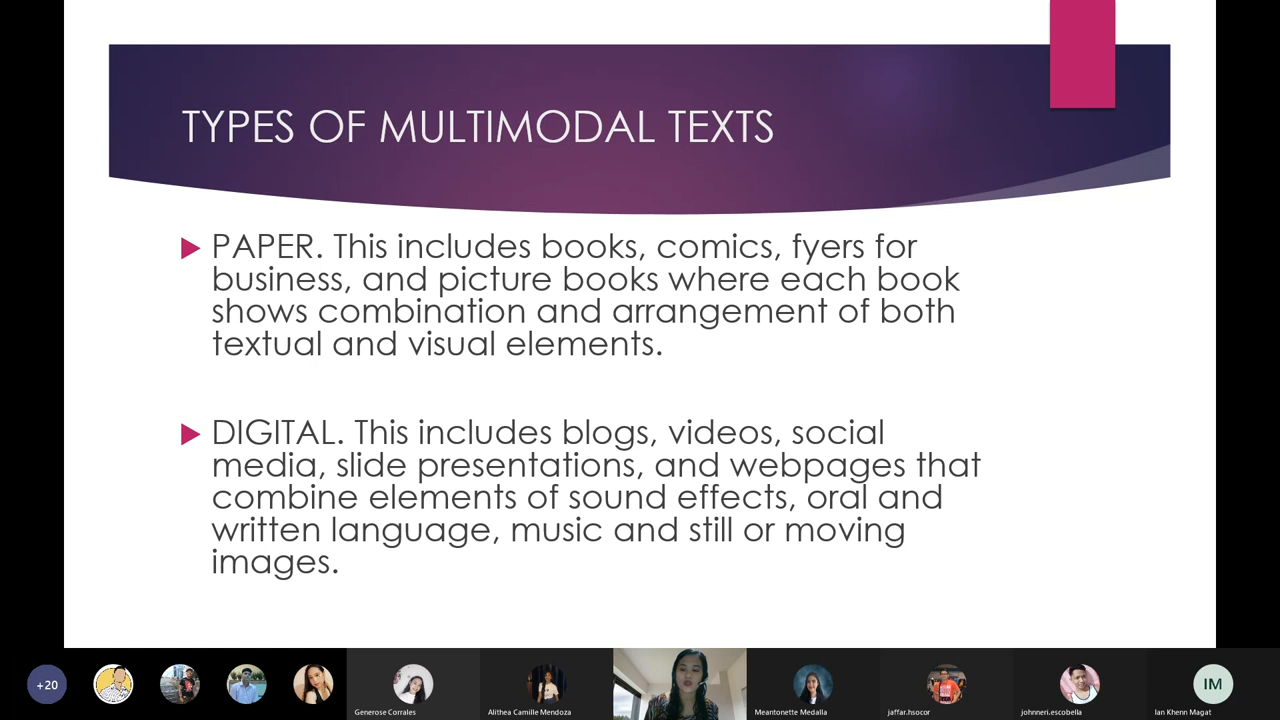 TYPES OF MULTIMODAL TEXTS
PAPER. This includes books, comics, fyers for
business, and picture books where each book
shows combination and arrangement of both
textual and visual elements.
DIGITAL. This includes blogs, videos, social
media, slide presentations, and webpages that
combine elements of sound effects, oral and
written language, music and still or moving
images.
+20
Generose Corrales
Alithea Camille Mendoza
Meantonette Medalla
jaffar.hsocor
johnneri.escobella
IM
Ian Khenn Magat